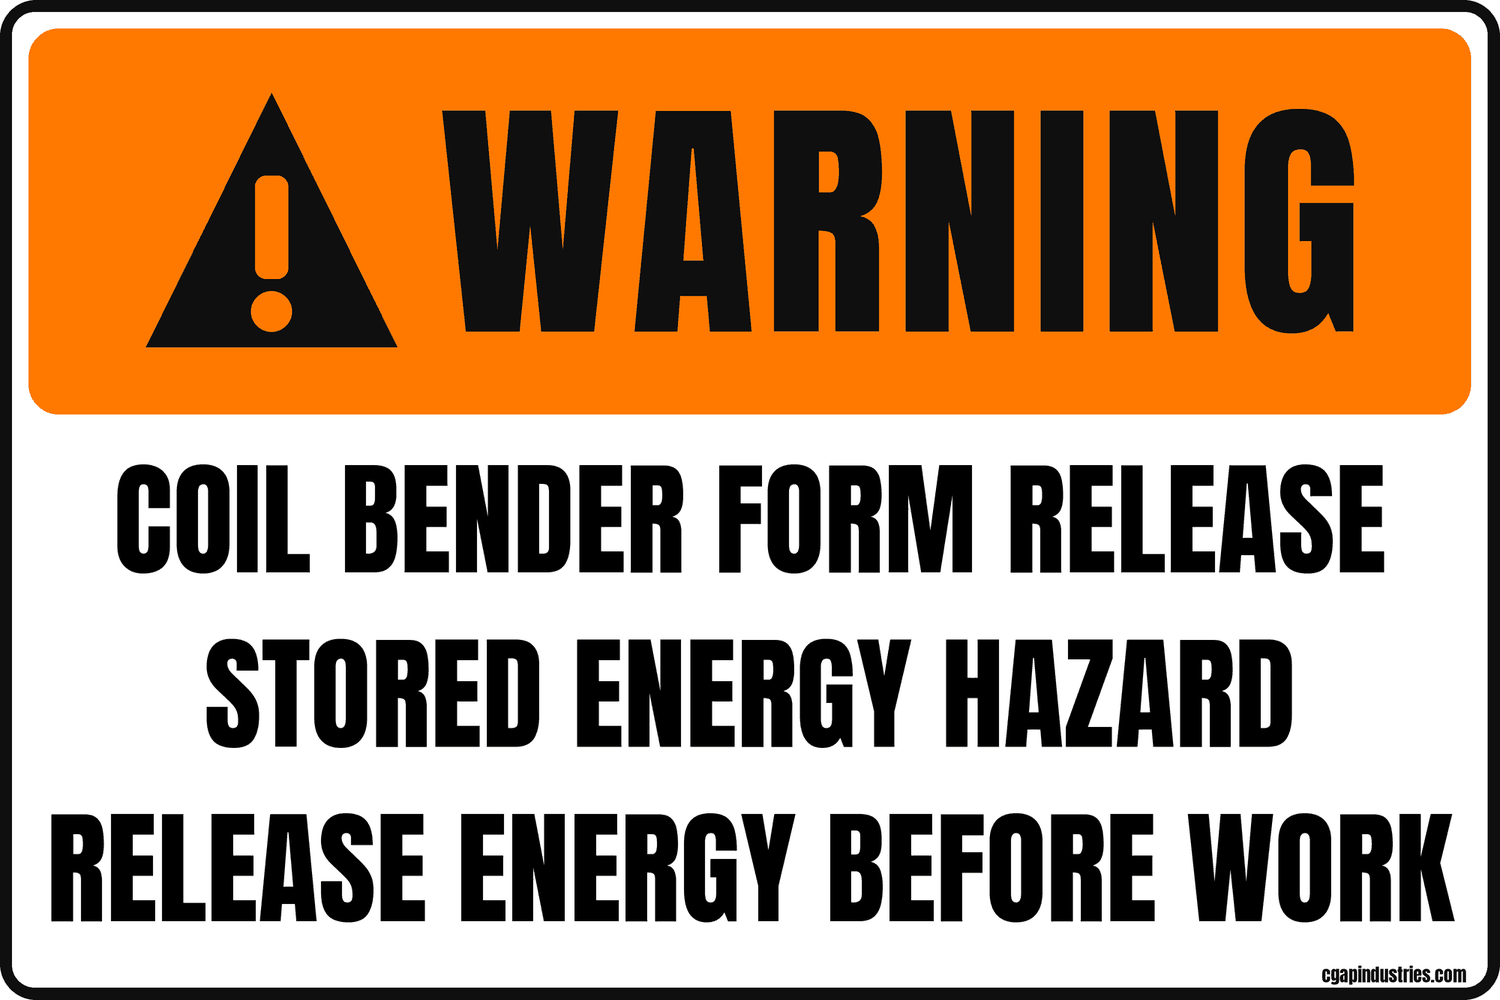 WARNING
COIL BENDER FORM RELEASE
STORED ENERGY HAZARD
RELEASE ENERGY BEFORE WORK
cgapindustries.com